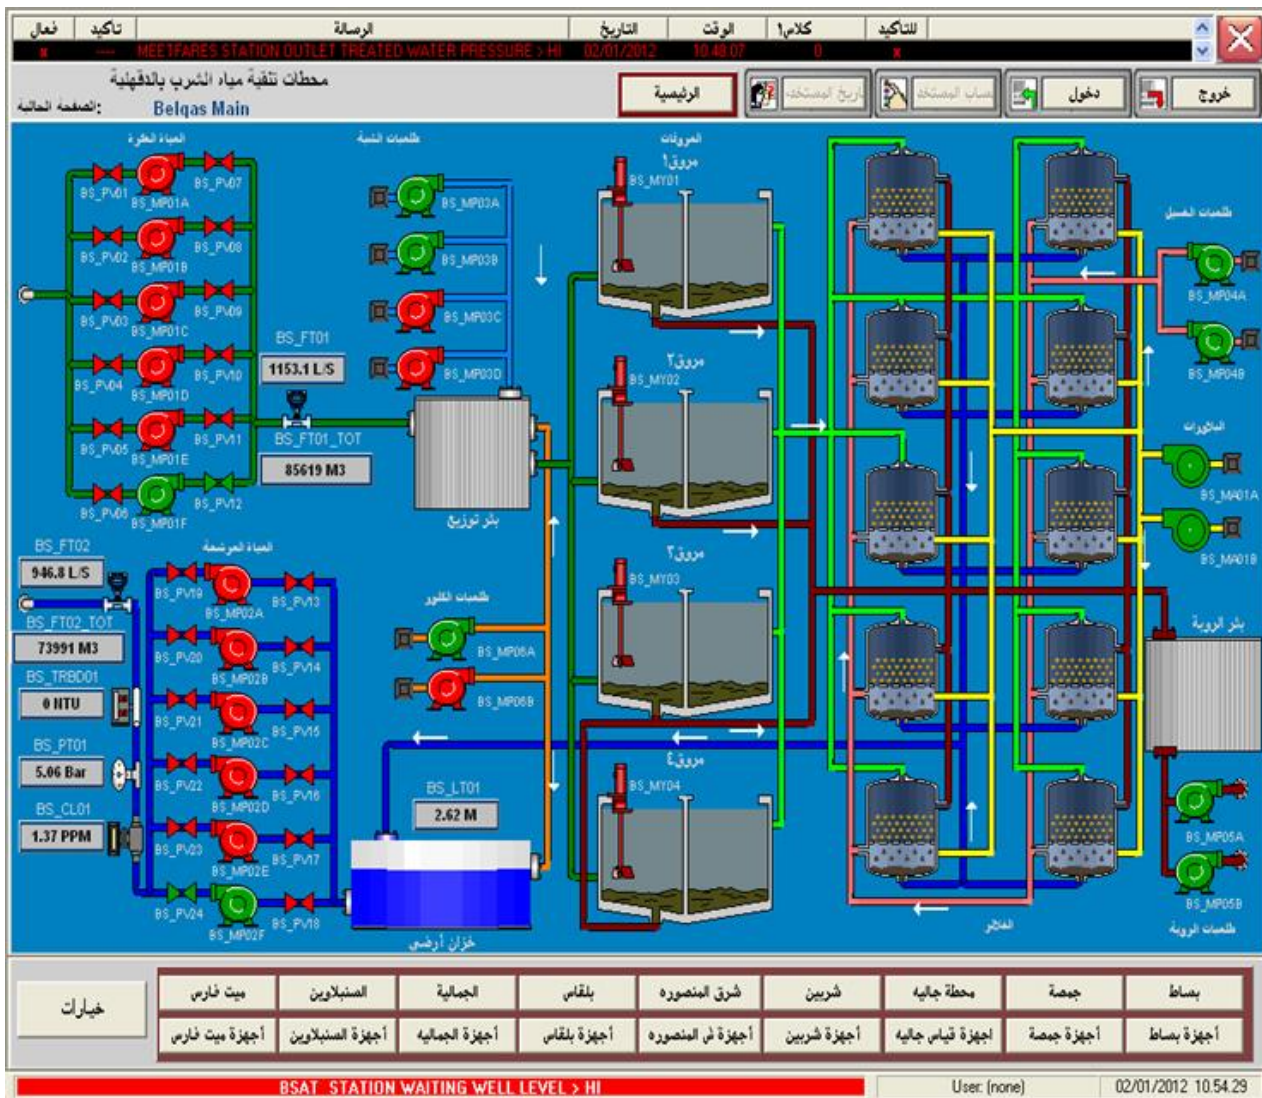 فعال تاكيد الرسالة التاريخ الوقت كلاس١ للتاكيد
x ---- MEETFARES STATION OUTLET TREATED WATER PRESSURE > HI 02/01/2012 10:48:07 0 x
محطات تنقية مياه الشرب بالدقهلية
الصفحة الحالية: Belqas Main
الرئيسية
دخول
خروج
المياة العكرة
BS_PV01 BS_MP01A BS_PV07
BS_PV02 BS_MP01B BS_PV08
BS_PV03 BS_MP01C BS_PV09
BS_PV04 BS_MP01D BS_PV10
BS_PV05 BS_MP01E BS_PV11
BS_PV06 BS_MP01F BS_PV12
BS_FT01
1153.1 L/S
BS_FT01_TOT
85619 M3
طلمبات الشبة
BS_MP03A
BS_MP03B
BS_MP03C
BS_MP03D
بئر توزيع
المروقات
مروق١
BS_MY01
مروق٢
BS_MY02
مروق٣
BS_MY03
مروق٤
BS_MY04
طلمبات الغسيل
BS_MP04A
BS_MP04B
البلاورات
BS_MA01A
BS_MA01B
بئر الروبة
BS_MP05A
BS_MP05B
طلمبات الروبة
الفلاتر
BS_FT02
946.8 L/S
BS_FT02_TOT
73991 M3
BS_TRBD01
0 NTU
BS_PT01
5.06 Bar
BS_CL01
1.37 PPM
المياة المرشحة
BS_PV19 BS_MP02A BS_PV13
BS_PV20 BS_MP02B BS_PV14
BS_PV21 BS_MP02C BS_PV15
BS_PV22 BS_MP02D BS_PV16
BS_PV23 BS_MP02E BS_PV17
BS_PV24 BS_MP02F BS_PV18
طلمبات الكلور
BS_MP06A
BS_MP06B
BS_LT01
2.62 M
خزان أرضى
خيارات
ميت فارس السنبلاوين الجمالية بلقاس شرق المنصوره شربين محطة جاليه جمصة بساط
أجهزة ميت فارس أجهزة السنبلاوين أجهزة الجماليه أجهزة بلقاس أجهزة ش المنصوره أجهزة شربين اجهزة قياس جاليه أجهزة جمصة أجهزة بساط
BSAT STATION WAITING WELL LEVEL > HI User: (none) 02/01/2012 10.54.29